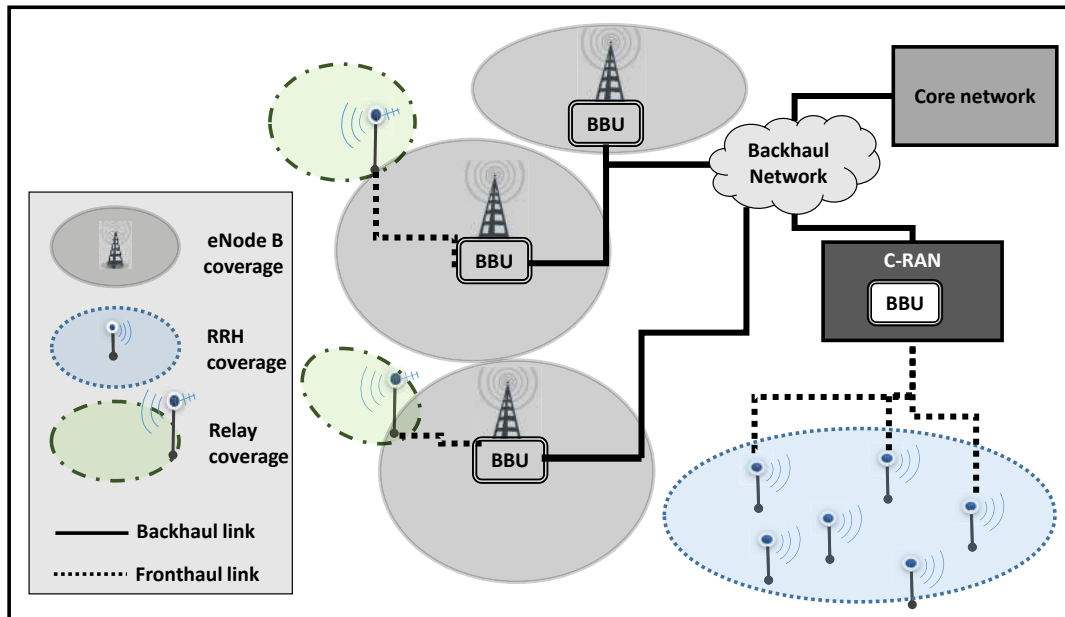 BBU
Core network
Backhaul
Network
BBU
C-RAN
BBU
BBU
eNode B
coverage
RRH
coverage
Relay
coverage
Backhaul link
Fronthaul link